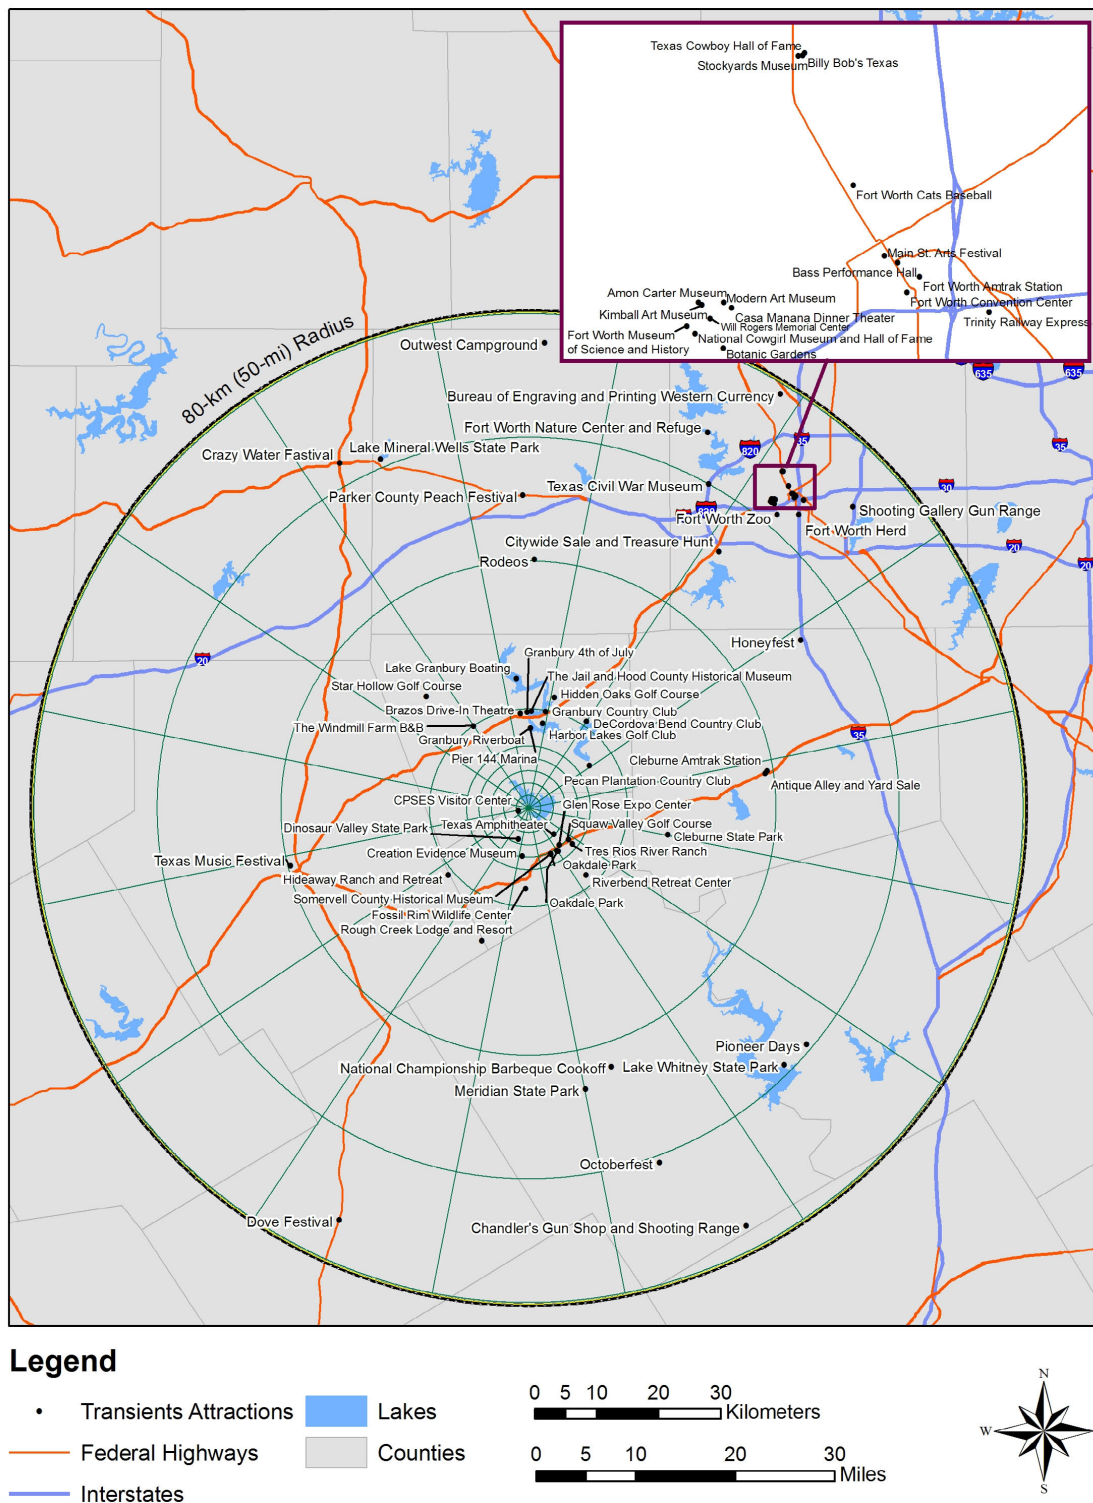 Texas Cowboy Hall of Fame
Stockyards Museum
Billy Bob's Texas
Fort Worth Cats Baseball
Main St. Arts Festival
Bass Performance Hall
Fort Worth Amtrak Station
Amon Carter Museum
Modern Art Museum
Fort Worth Convention Center
Kimball Art Museum
Casa Manana Dinner Theater
Trinity Railway Express
Will Rogers Memorial Center
Fort Worth Museum
of Science and History
National Cowgirl Museum and Hall of Fame
Botanic Gardens
80-km (50-mi) Radius
Outwest Campground
635
635
Bureau of Engraving and Printing Western Currency
Fort Worth Nature Center and Refuge
35
820
35
Crazy Water Fastival
Lake Mineral Wells State Park
Texas Civil War Museum
30
Parker County Peach Festival
820
Shooting Gallery Gun Range
Fort Worth Zoo
Fort Worth Herd
Citywide Sale and Treasure Hunt
20
20
Rodeos
Honeyfest
20
Granbury 4th of July
Lake Granbury Boating
The Jail and Hood County Historical Museum
Star Hollow Golf Course
Hidden Oaks Golf Course
Brazos Drive-In Theatre
Granbury Country Club
The Windmill Farm B&B
DeCordova Bend Country Club
Granbury Riverboat
Harbor Lakes Golf Club
35
Pier 144 Marina
Cleburne Amtrak Station
Pecan Plantation Country Club
Antique Alley and Yard Sale
CPSES Visitor Center
Glen Rose Expo Center
Dinosaur Valley State Park
Texas Amphitheater
Squaw Valley Golf Course
Cleburne State Park
Creation Evidence Museum
Tres Rios River Ranch
Texas Music Festival
Oakdale Park
Hideaway Ranch and Retreat
Riverbend Retreat Center
Somervell County Historical Museum
Oakdale Park
Fossil Rim Wildlife Center
Rough Creek Lodge and Resort
Pioneer Days
National Championship Barbeque Cookoff
Lake Whitney State Park
Meridian State Park
Octoberfest
Dove Festival
Chandler's Gun Shop and Shooting Range
Legend
Transients Attractions
Lakes
Federal Highways
Counties
Interstates
0 5 10 20 30
Kilometers
0 5 10 20 30
Miles
N
W
E
S